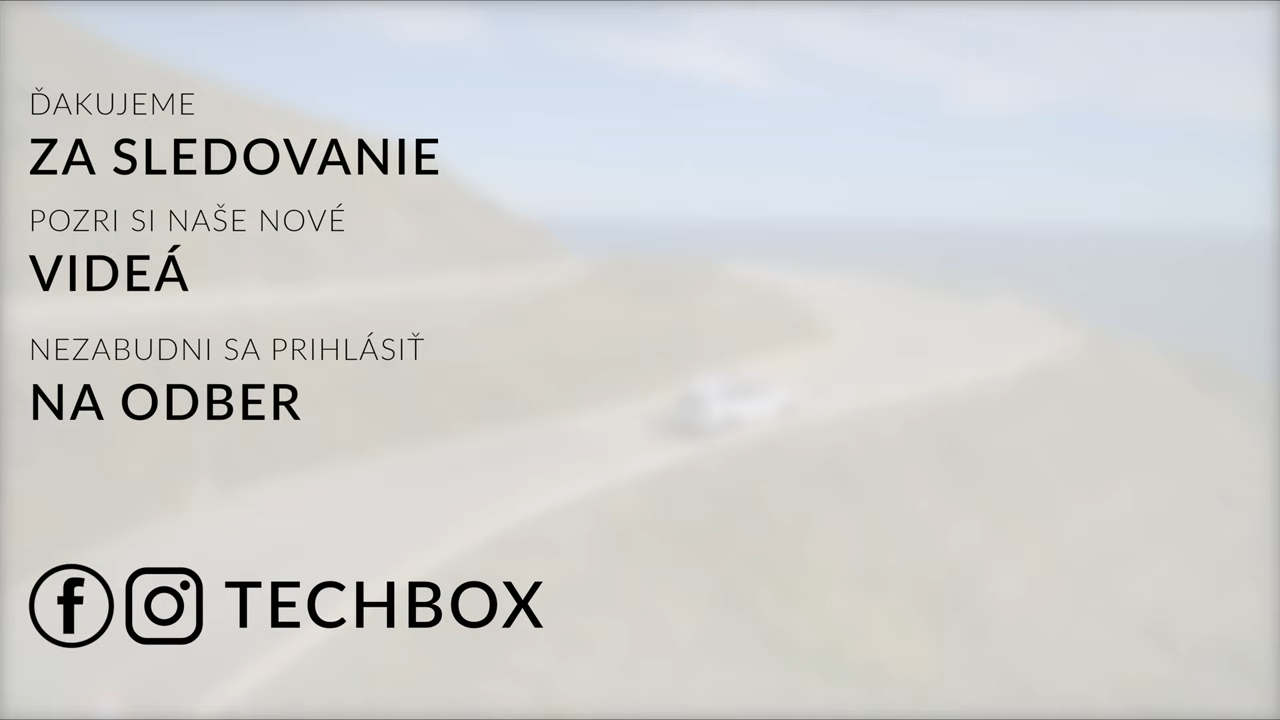 ĎAKUJEME
ZA SLEDOVANIE
POZRI SI NAŠE NOVÉ
VIDEÁ
NEZABUDNI SA PRIHLÁSIŤ
NA ODBER
TECHBOX